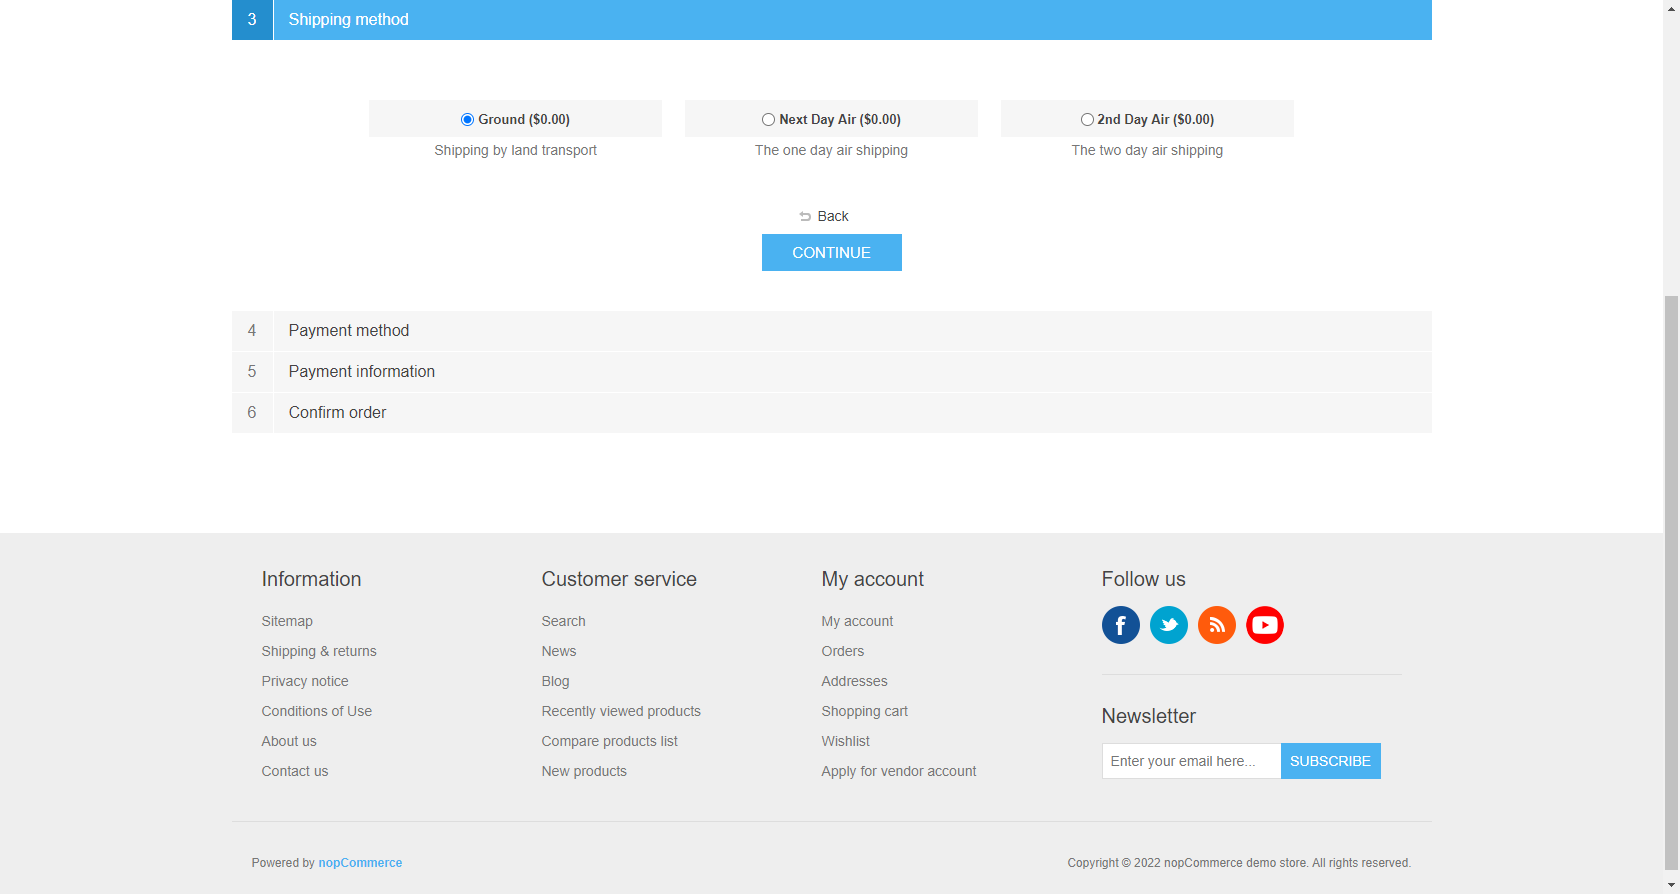 3 Shipping method
Ground ($0.00) Next Day Air ($0.00) 2nd Day Air ($0.00)
Shipping by land transport The one day air shipping The two day air shipping
Back
CONTINUE
4 Payment method
5 Payment information
6 Confirm order
Information
Sitemap
Shipping & returns
Privacy notice
Conditions of Use
About us
Contact us
Customer service
Search
News
Blog
Recently viewed products
Compare products list
New products
My account
My account
Orders
Addresses
Shopping cart
Wishlist
Apply for vendor account
Follow us
Newsletter
Enter your email here... SUBSCRIBE
Powered by nopCommerce
Copyright © 2022 nopCommerce demo store. All rights reserved.